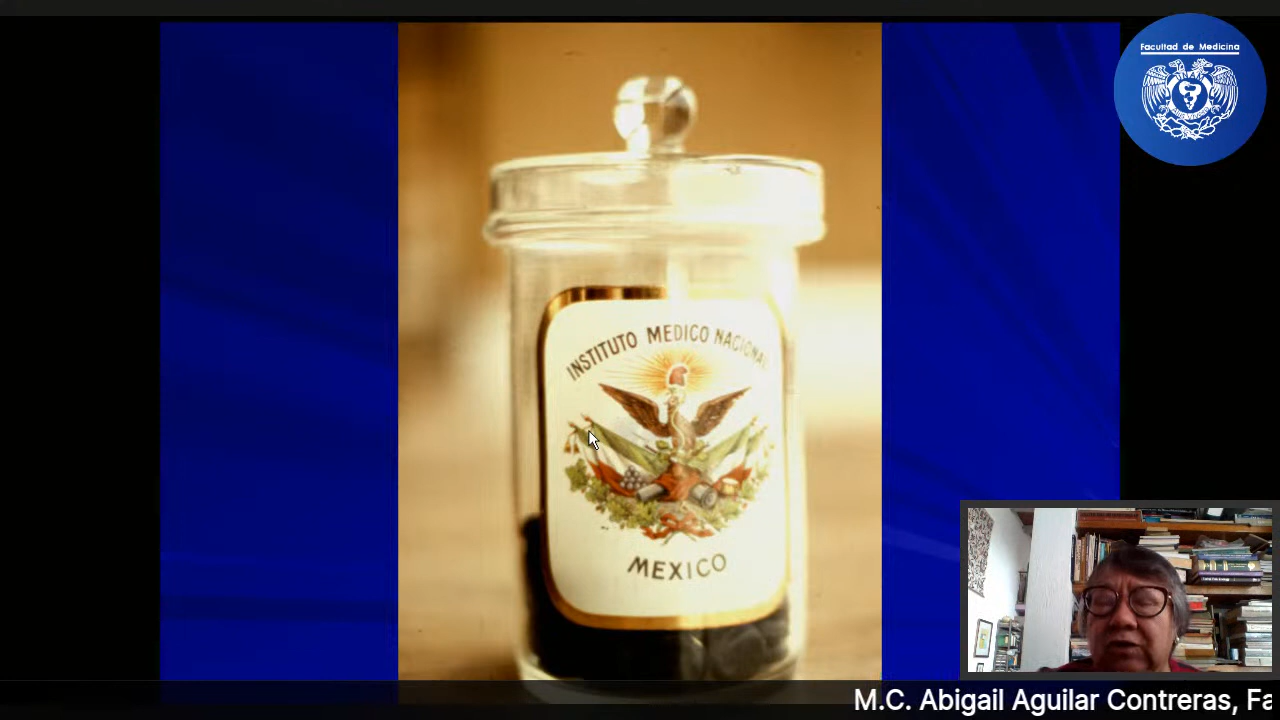 Facultad de Medicina
INSTITUTO MEDICO NACIONAL
MEXICO
M.C. Abigail Aguilar Contreras, Fa